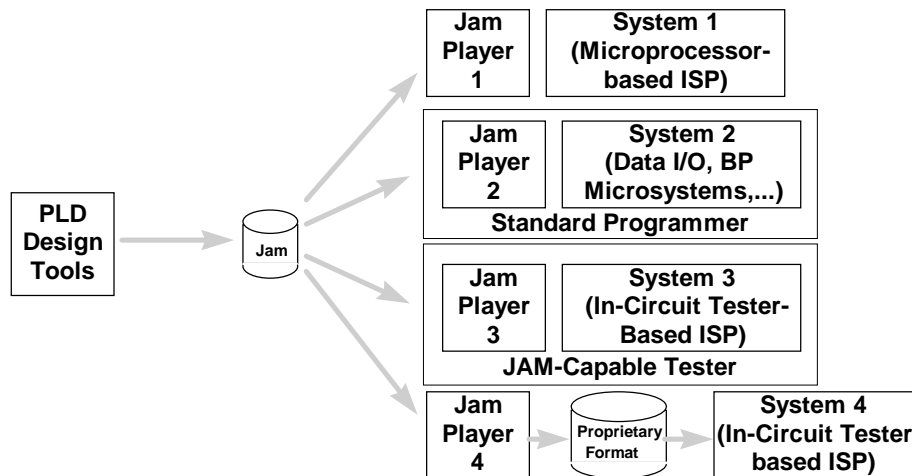 Jam
Player
1
System 1
(Microprocessor-
based ISP)
Jam
Player
2
System 2
(Data I/O, BP
Microsystems,...)
Standard Programmer
PLD
Design
Tools
Jam
Jam
Player
3
System 3
(In-Circuit Tester-
Based ISP)
JAM-Capable Tester
Jam
Player
4
Proprietary
Format
System 4
(In-Circuit Tester
based ISP)